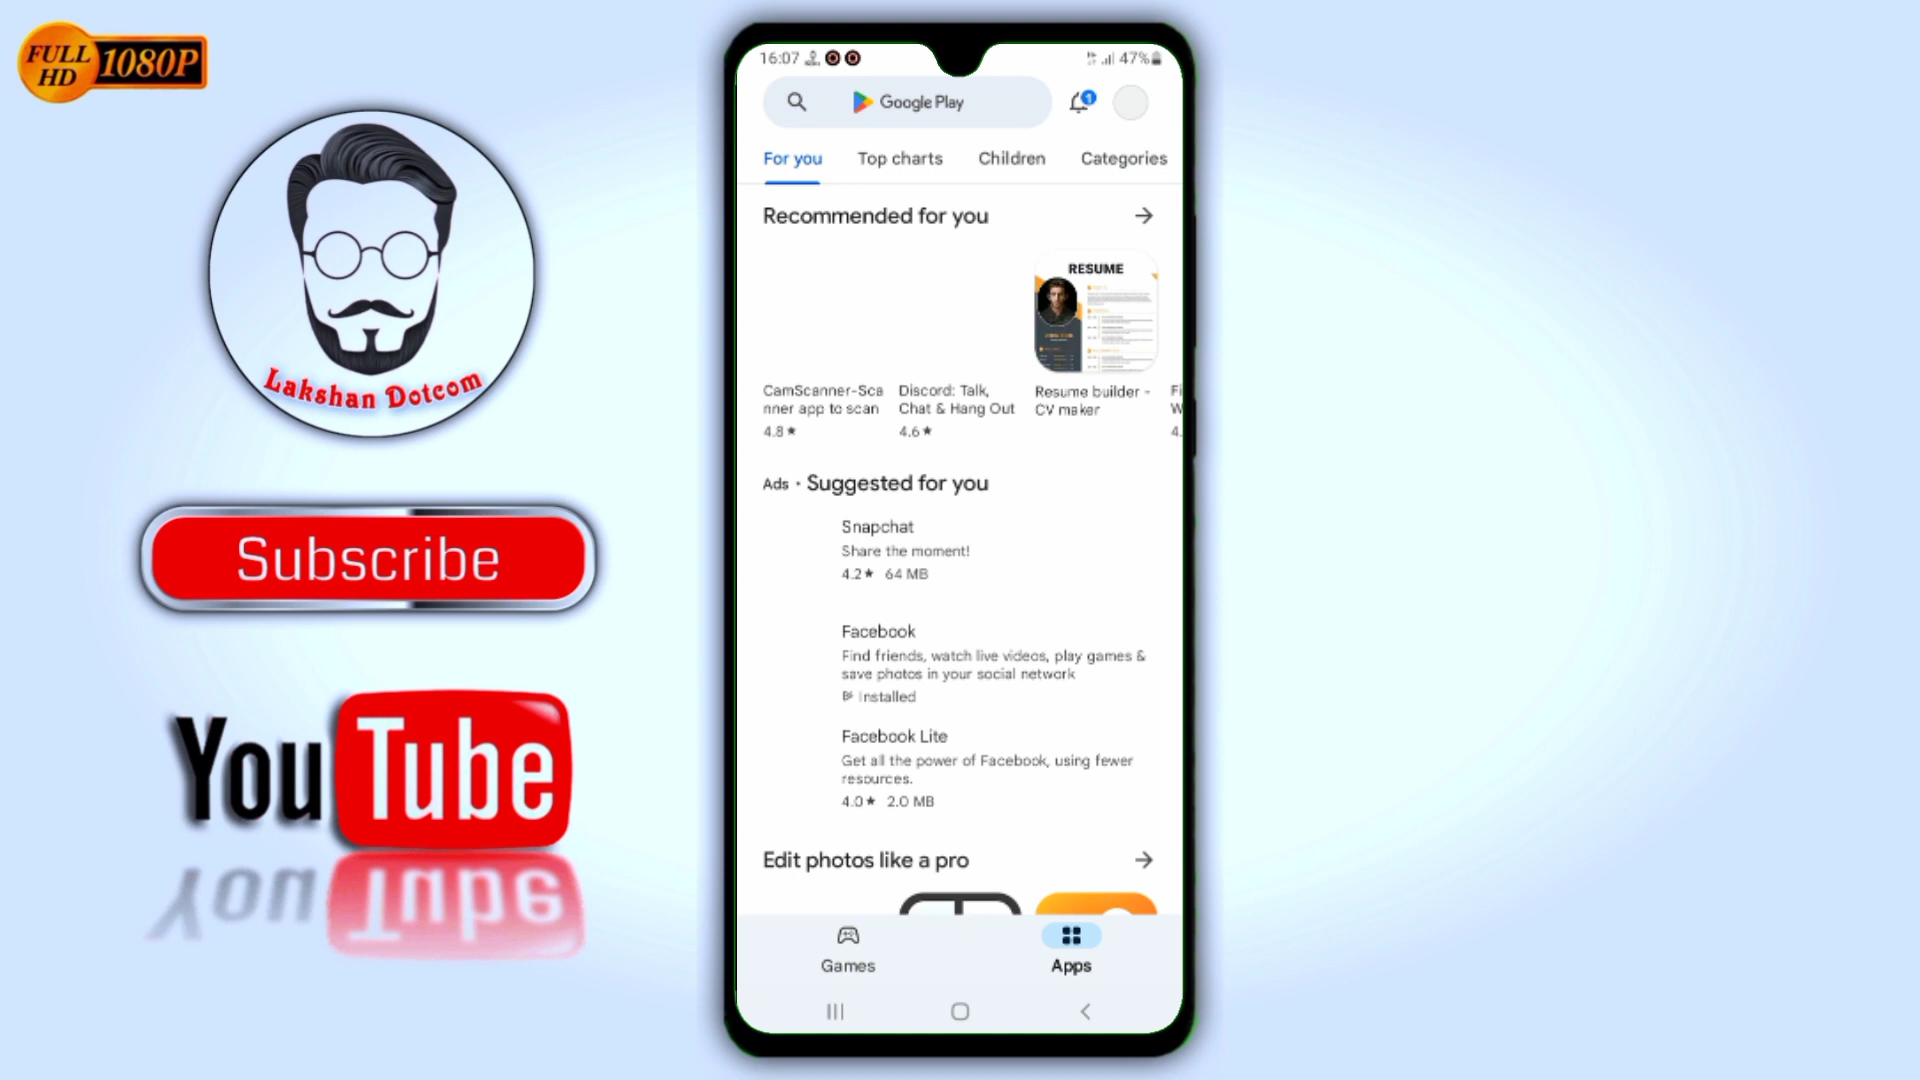 FULL
HD
1080P
Lakshan Dotcom
Subscribe
YouTube
YouTube
16:07
47%
Google Play
1
For you
Top charts
Children
Categories
Recommended for you
RESUME
CamScanner-Sca
nner app to scan
4.8★
Discord: Talk,
Chat & Hang Out
4.6★
Resume builder -
CV maker
Fi
W
4.
Ads • Suggested for you
Snapchat
Share the moment!
4.2★ 64 MB
Facebook
Find friends, watch live videos, play games &
save photos in your social network
Installed
Facebook Lite
Get all the power of Facebook, using fewer
resources.
4.0★ 2.0 MB
Edit photos like a pro
Games
Apps